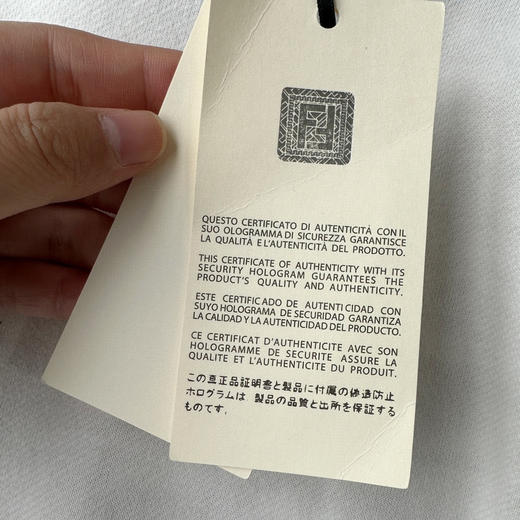 QUESTO CERTIFICATO DI AUTENTICITÀ CON IL
SUO OLOGRAMMA DI SICUREZZA GARANTISCE
LA QUALITÀ E L'AUTENTICITÀ DEL PRODOTTO.
THIS CERTIFICATE OF AUTHENTICITY WITH ITS
SECURITY HOLOGRAM GUARANTEES THE
PRODUCT'S QUALITY AND AUTHENTICITY.
ESTE CERTIFICADO DE AUTENTICIDAD CON
SUYO HOLOGRAMA DE SECURIDAD GARANTIZA
LA CALIDAD Y LA AUTENTICIDAD DEL PRODUCTO.
CE CERTIFICAT D'AUTHENTICITE AVEC SON
HOLOGRAMME DE SECURITE ASSURE LA
QUALITE ET L'AUTHENTICITE DU PRODUIT.
この真正品証明書と製品に付属の偽造防止
ホログラムは、製品の品質と出所を保証する
ものです。